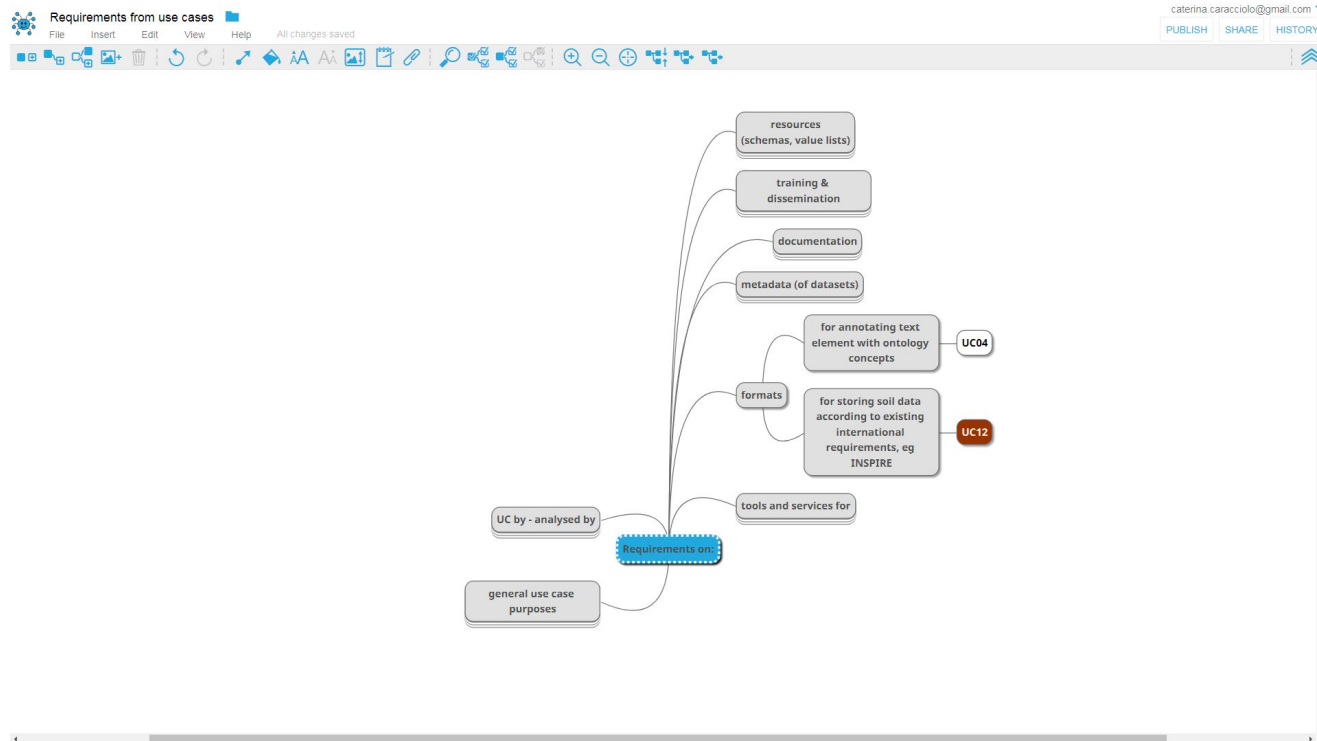 caterina.caracciolo@gmail.com
Requirements from use cases
File Insert Edit View Help All changes saved
PUBLISH SHARE HISTORY
resources
(schemas, value lists)
training &
dissemination
documentation
metadata (of datasets)
for annotating text
element with ontology
concepts
UC04
formats
for storing soil data
according to existing
international
requirements, eg
INSPIRE
UC12
tools and services for
UC by - analysed by
Requirements on:
general use case
purposes